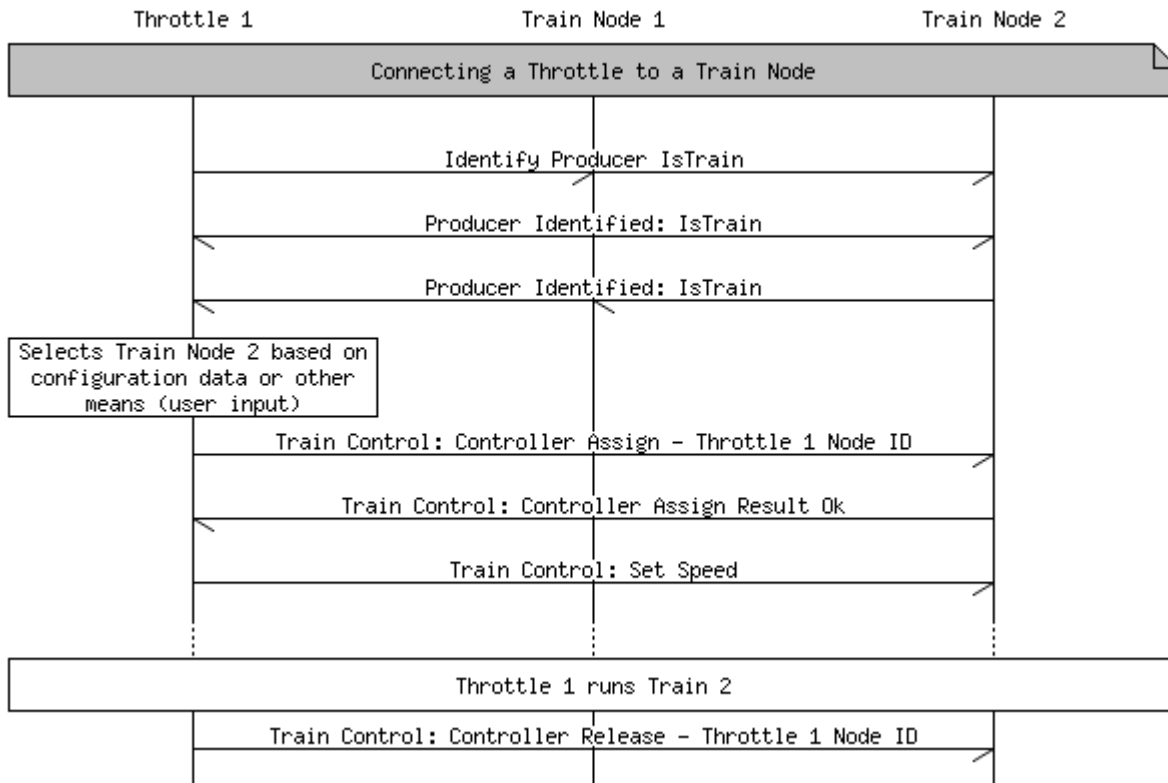 Throttle 1
Train Node 1
Train Node 2
Connecting a Throttle to a Train Node
Identify Producer IsTrain
Producer Identified: IsTrain
Producer Identified: IsTrain
Selects Train Node 2 based on
configuration data or other
means (user input)
Train Control: Controller Assign - Throttle 1 Node ID
Train Control: Controller Assign Result Ok
Train Control: Set Speed
Throttle 1 runs Train 2
Train Control: Controller Release - Throttle 1 Node ID